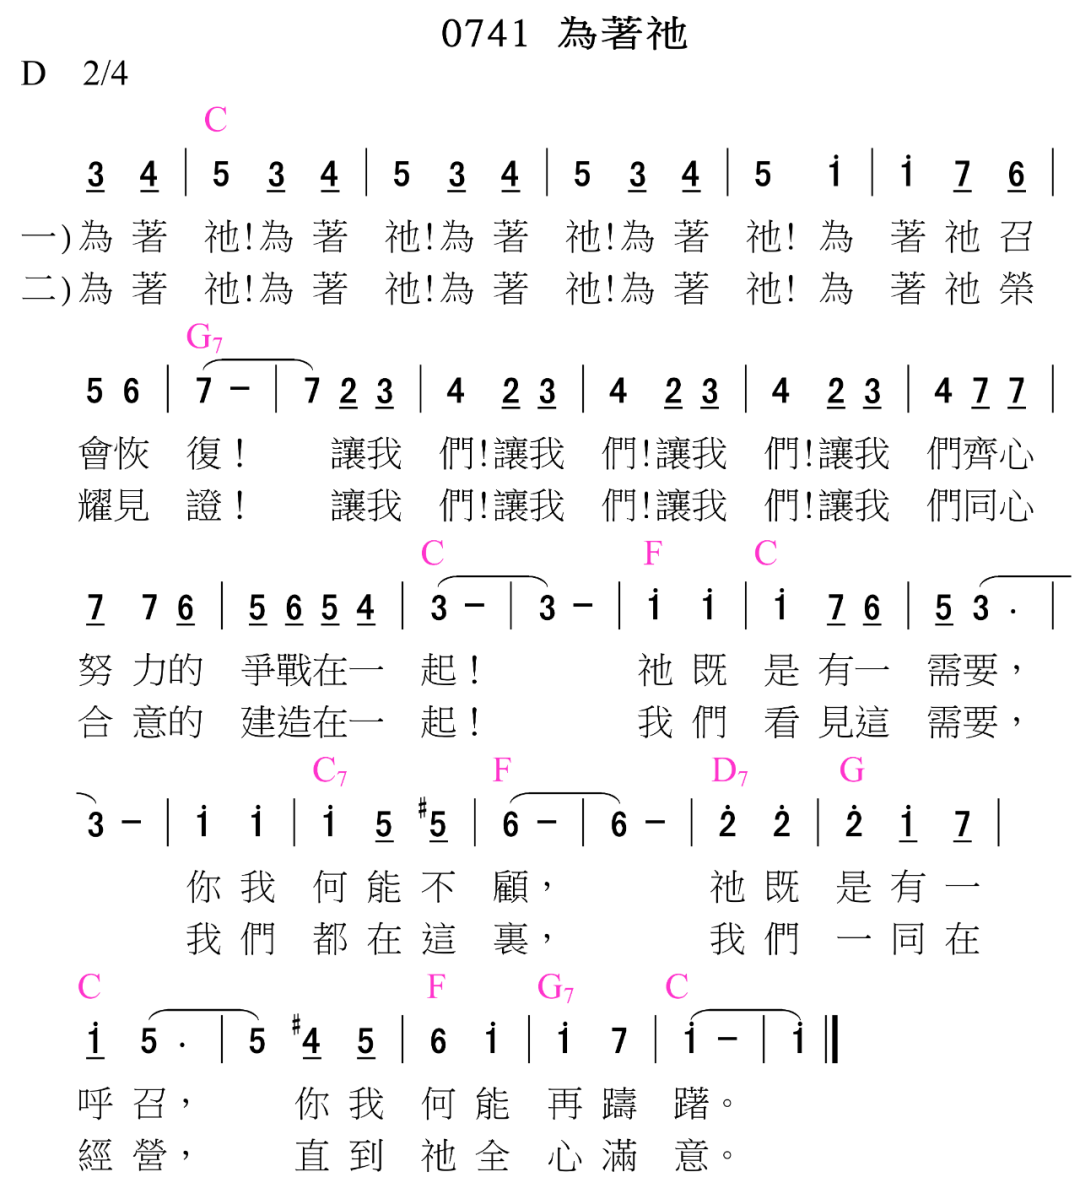 0741 為著祂
D 2/4
C
3 4 | 5 3 4 | 5 3 4 | 5 3 4 | 5 i | i 7 6 |
一)為著 祂!為著 祂!為著 祂!為著 祂! 為 著祂召
二)為著 祂!為著 祂!為著 祂!為著 祂! 為 著祂榮
G7
5 6 | 7 – | 7 2 3 | 4 2 3 | 4 2 3 | 4 2 3 | 4 7 7 |
會恢 復! 讓我 們!讓我 們!讓我 們!讓我 們齊心
耀見 證! 讓我 們!讓我 們!讓我 們!讓我 們同心
C F C
7 7 6 | 5 6 5 4 | 3 – | 3 – | i i | i 7 6 | 5 3 . |
努 力的 爭戰在一 起! 祂既 是有一 需要,
合 意的 建造在一 起! 我們 看見這 需要,
C7 F D7 G
3 – | i i | i 5 #5 | 6 – | 6 – | 2̇ 2̇ | 2̇ i 7 |
你我 何能不 顧, 祂既 是有一
我們 都在這 裏, 我們 一同在
C F G7 C
i 5 . | 5 #4 5 | 6 i | i 7 | i – | i ‖
呼召, 你我 何能 再躊 躇。
經營, 直到 祂全 心滿 意。